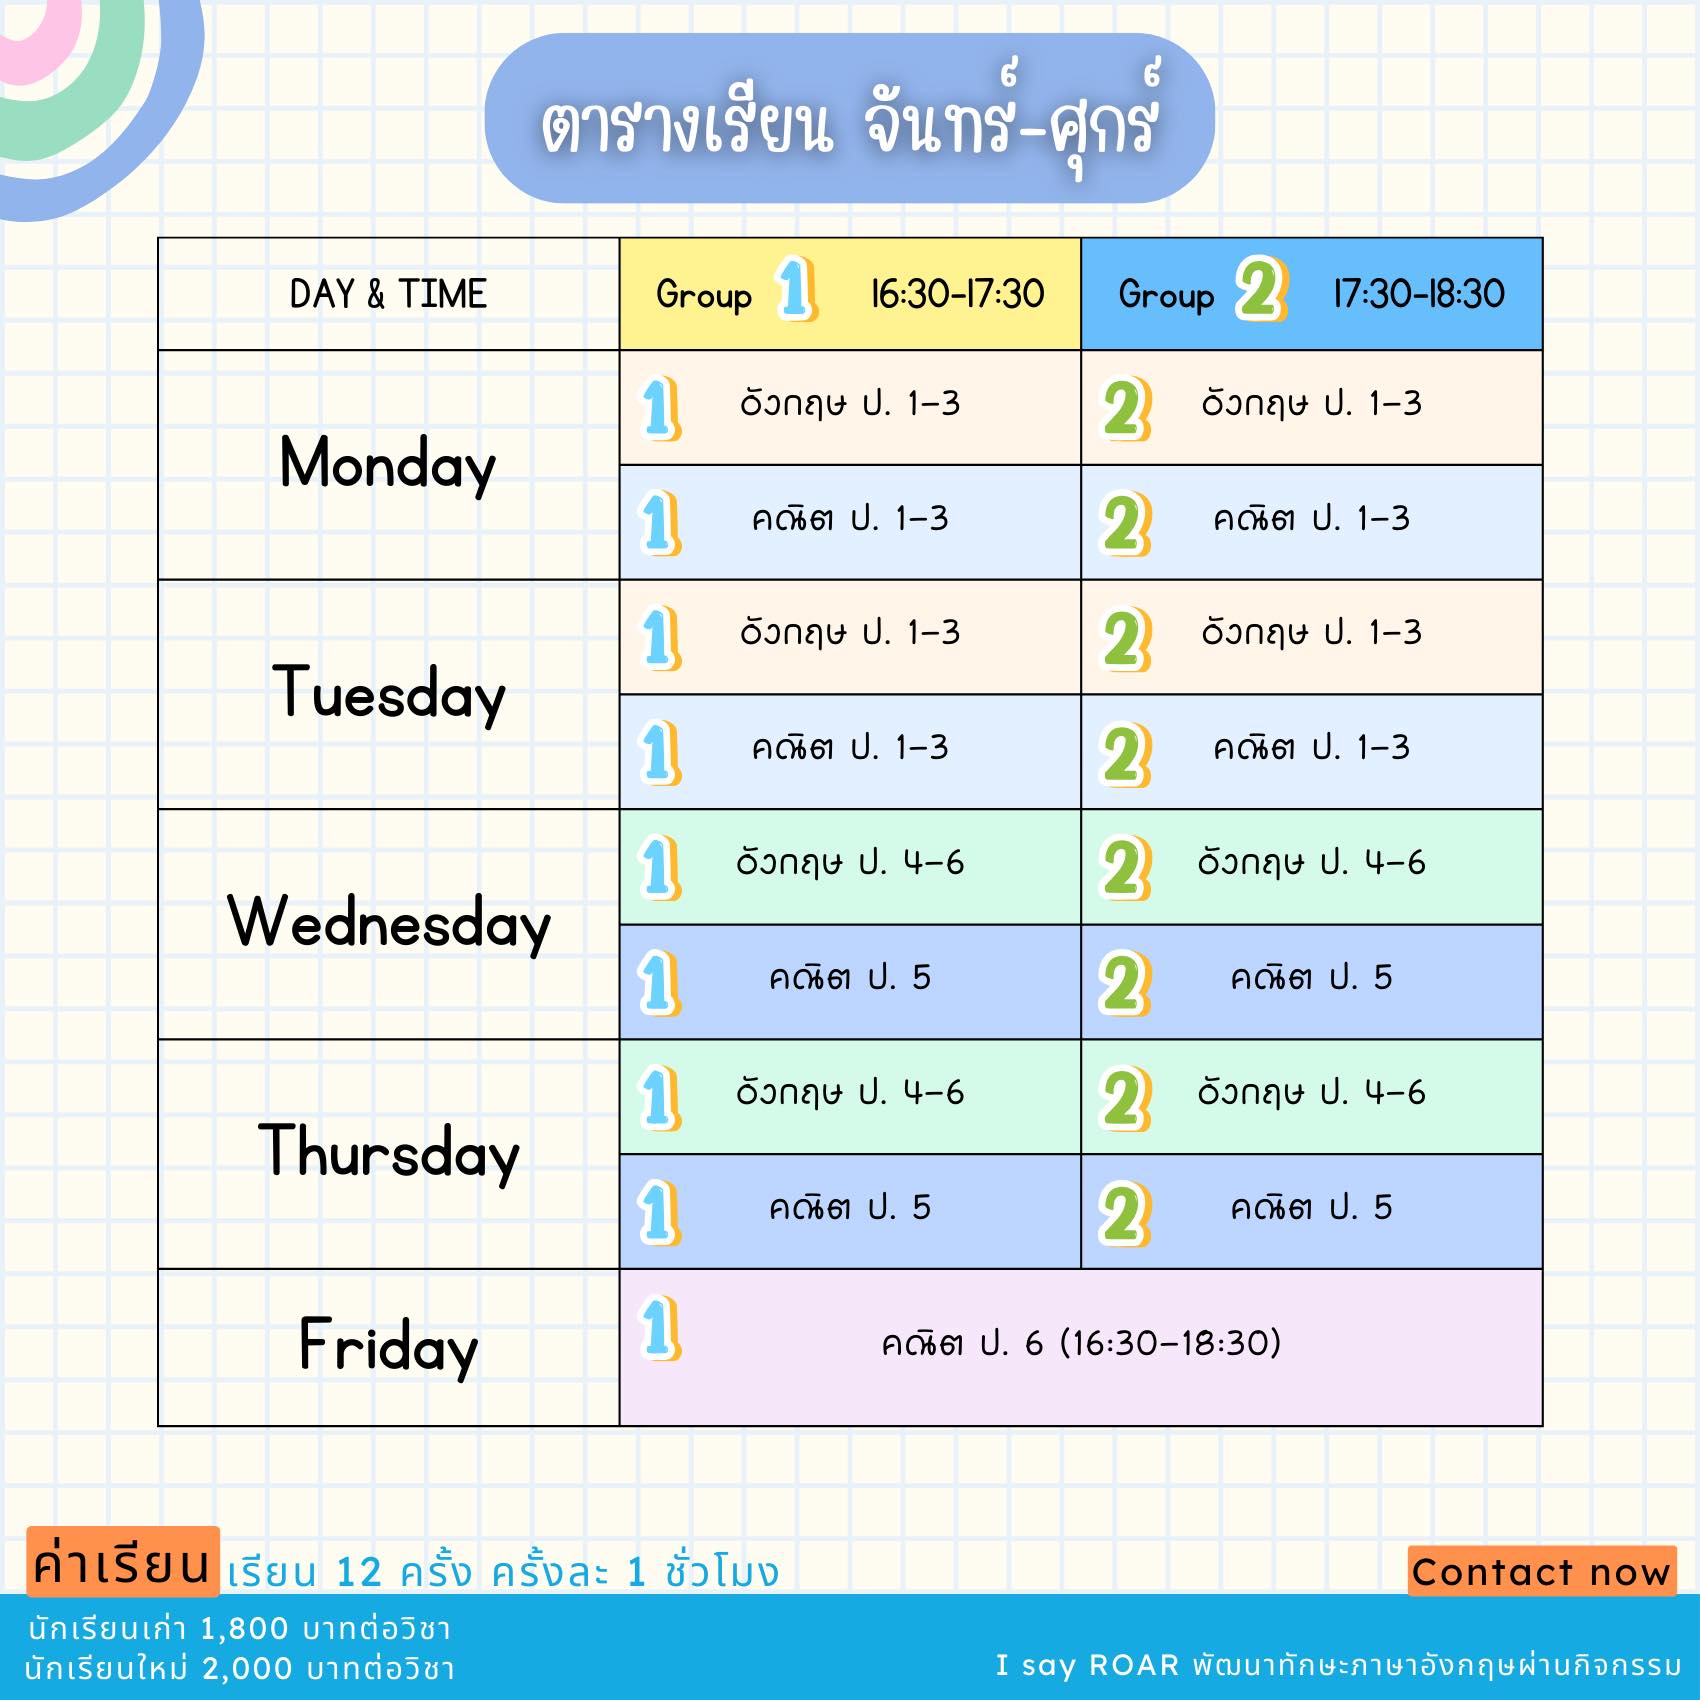 ตารางเรียน จันทร์-ศุกร์
DAY & TIME
Group 1 16:30-17:30
Group 2 17:30-18:30
Monday
1 อังกฤษ ป. 1-3
2 อังกฤษ ป. 1-3
1 คณิต ป. 1-3
2 คณิต ป. 1-3
Tuesday
1 อังกฤษ ป. 1-3
2 อังกฤษ ป. 1-3
1 คณิต ป. 1-3
2 คณิต ป. 1-3
Wednesday
1 อังกฤษ ป. 4-6
2 อังกฤษ ป. 4-6
1 คณิต ป. 5
2 คณิต ป. 5
Thursday
1 อังกฤษ ป. 4-6
2 อังกฤษ ป. 4-6
1 คณิต ป. 5
2 คณิต ป. 5
Friday
1 คณิต ป. 6 (16:30-18:30)
ค่าเรียน เรียน 12 ครั้ง ครั้งละ 1 ชั่วโมง
นักเรียนเก่า 1,800 บาทต่อวิชา
นักเรียนใหม่ 2,000 บาทต่อวิชา
Contact now
I say ROAR พัฒนาทักษะภาษาอังกฤษผ่านกิจกรรม